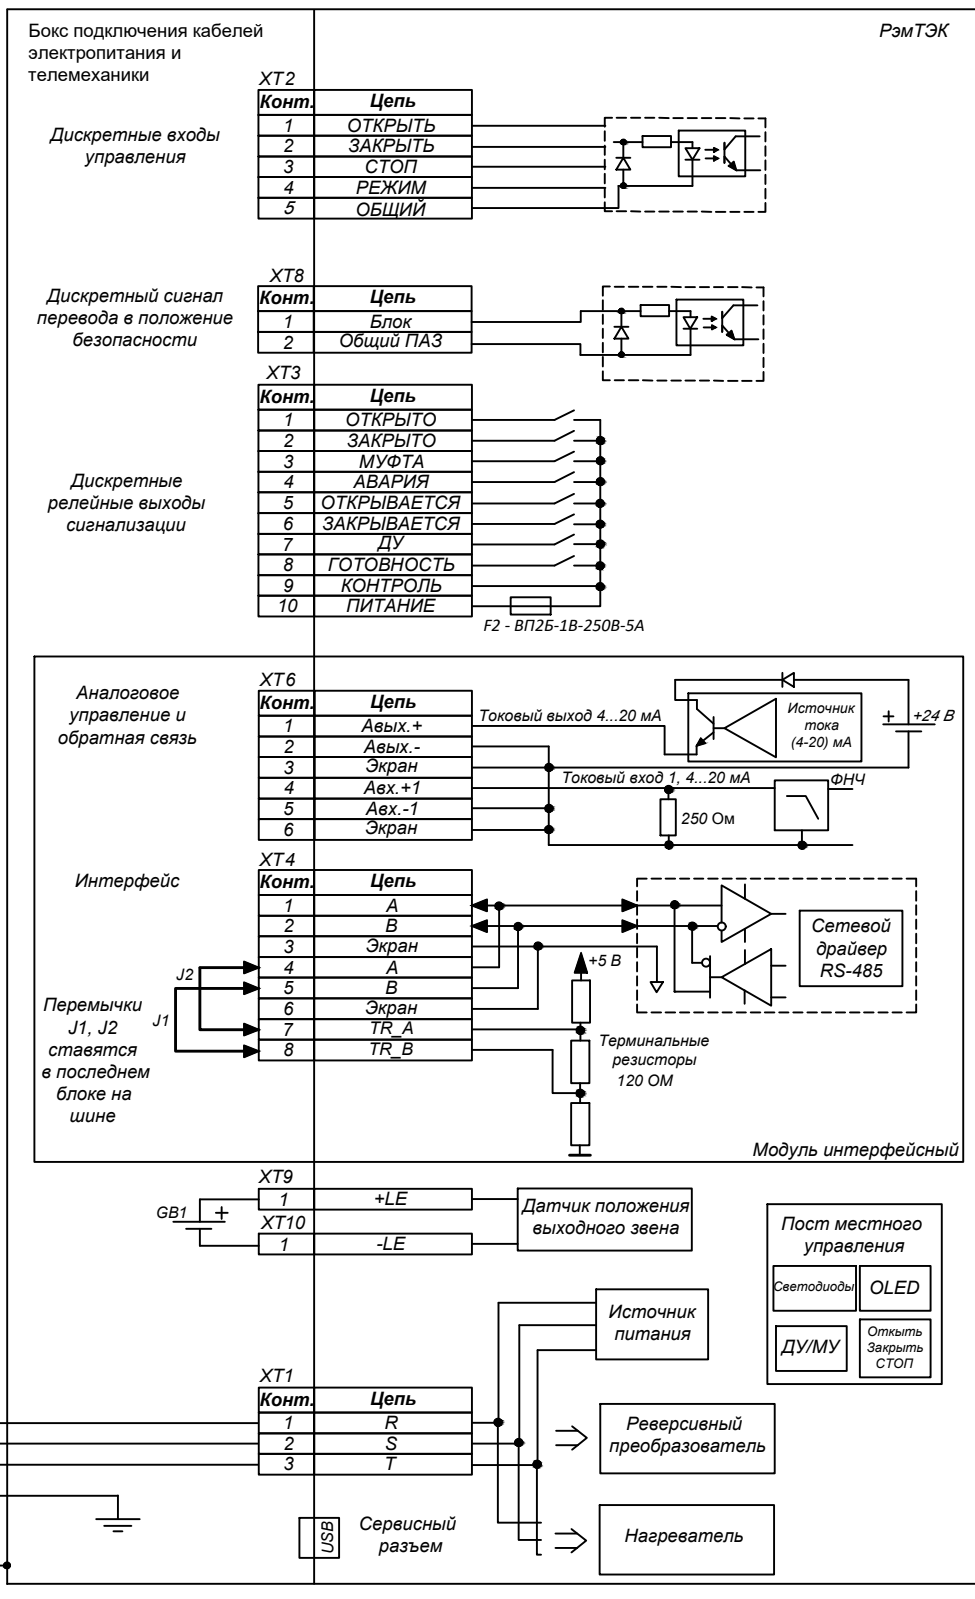 Бокс подключения кабелей
электропитания и
телемеханики
РэмТЭК
XT2
Конт. Цепь
Дискретные входы
управления
1 ОТКРЫТЬ
2 ЗАКРЫТЬ
3 СТОП
4 РЕЖИМ
5 ОБЩИЙ
XT8
Дискретный сигнал
перевода в положение
безопасности
Конт. Цепь
1 Блок
2 Общий ПАЗ
XT3
Конт. Цепь
1 ОТКРЫТО
2 ЗАКРЫТО
3 МУФТА
4 АВАРИЯ
5 ОТКРЫВАЕТСЯ
6 ЗАКРЫВАЕТСЯ
7 ДУ
8 ГОТОВНОСТЬ
9 КОНТРОЛЬ
10 ПИТАНИЕ
Дискретные
релейные выходы
сигнализации
F2 - ВП2Б-1В-250В-5А
XT6
Аналоговое
управление и
обратная связь
Конт. Цепь
1 Авых.+
2 Авых.-
3 Экран
4 Авх.+1
5 Авх.-1
6 Экран
Токовый выход 4...20 мА
Источник
тока
(4-20) мА
+
+24 В
Токовый вход 1, 4...20 мА
ФНЧ
250 Ом
XT4
Интерфейс
Конт. Цепь
1 A
2 B
3 Экран
4 A
5 B
6 Экран
7 TR_A
8 TR_B
J2
J1
Перемычки
J1, J2
ставятся
в последнем
блоке на
шине
+5 В
Терминальные
резисторы
120 ОМ
Сетевой
драйвер
RS-485
Модуль интерфейсный
XT9
1 +LE
XT10
1 -LE
GB1
+
Датчик положения
выходного звена
Пост местного
управления
Светодиоды
OLED
ДУ/МУ
Откыть
Закрыть
СТОП
Источник
питания
XT1
Конт. Цепь
1 R
2 S
3 T
Реверсивный
преобразователь
USB
Сервисный
разъем
Нагреватель